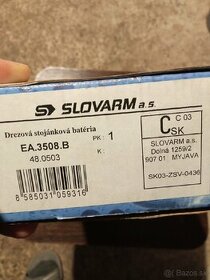 SLOVARM a.s.
Drezová stojánková batéria
EA.3508.B
PK: 1
48.0503
K:
8 585031 059316
C C 03
SK
SLOVARM a.s.
Dolná 1259/2
907 01 MYJAVA
SK03-ZSV-0436